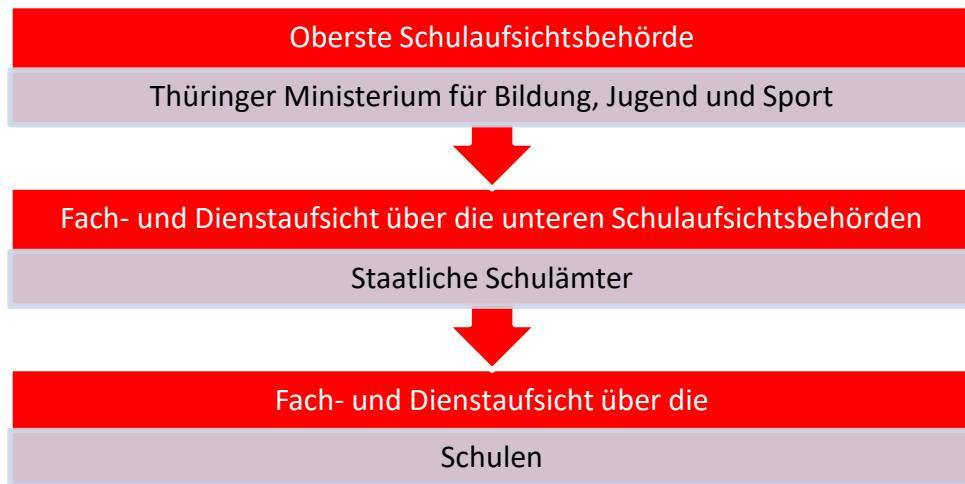 Oberste Schulaufsichtsbehörde
Thüringer Ministerium für Bildung, Jugend und Sport
Fach- und Dienstaufsicht über die unteren Schulaufsichtsbehörden
Staatliche Schulämter
Fach- und Dienstaufsicht über die
Schulen